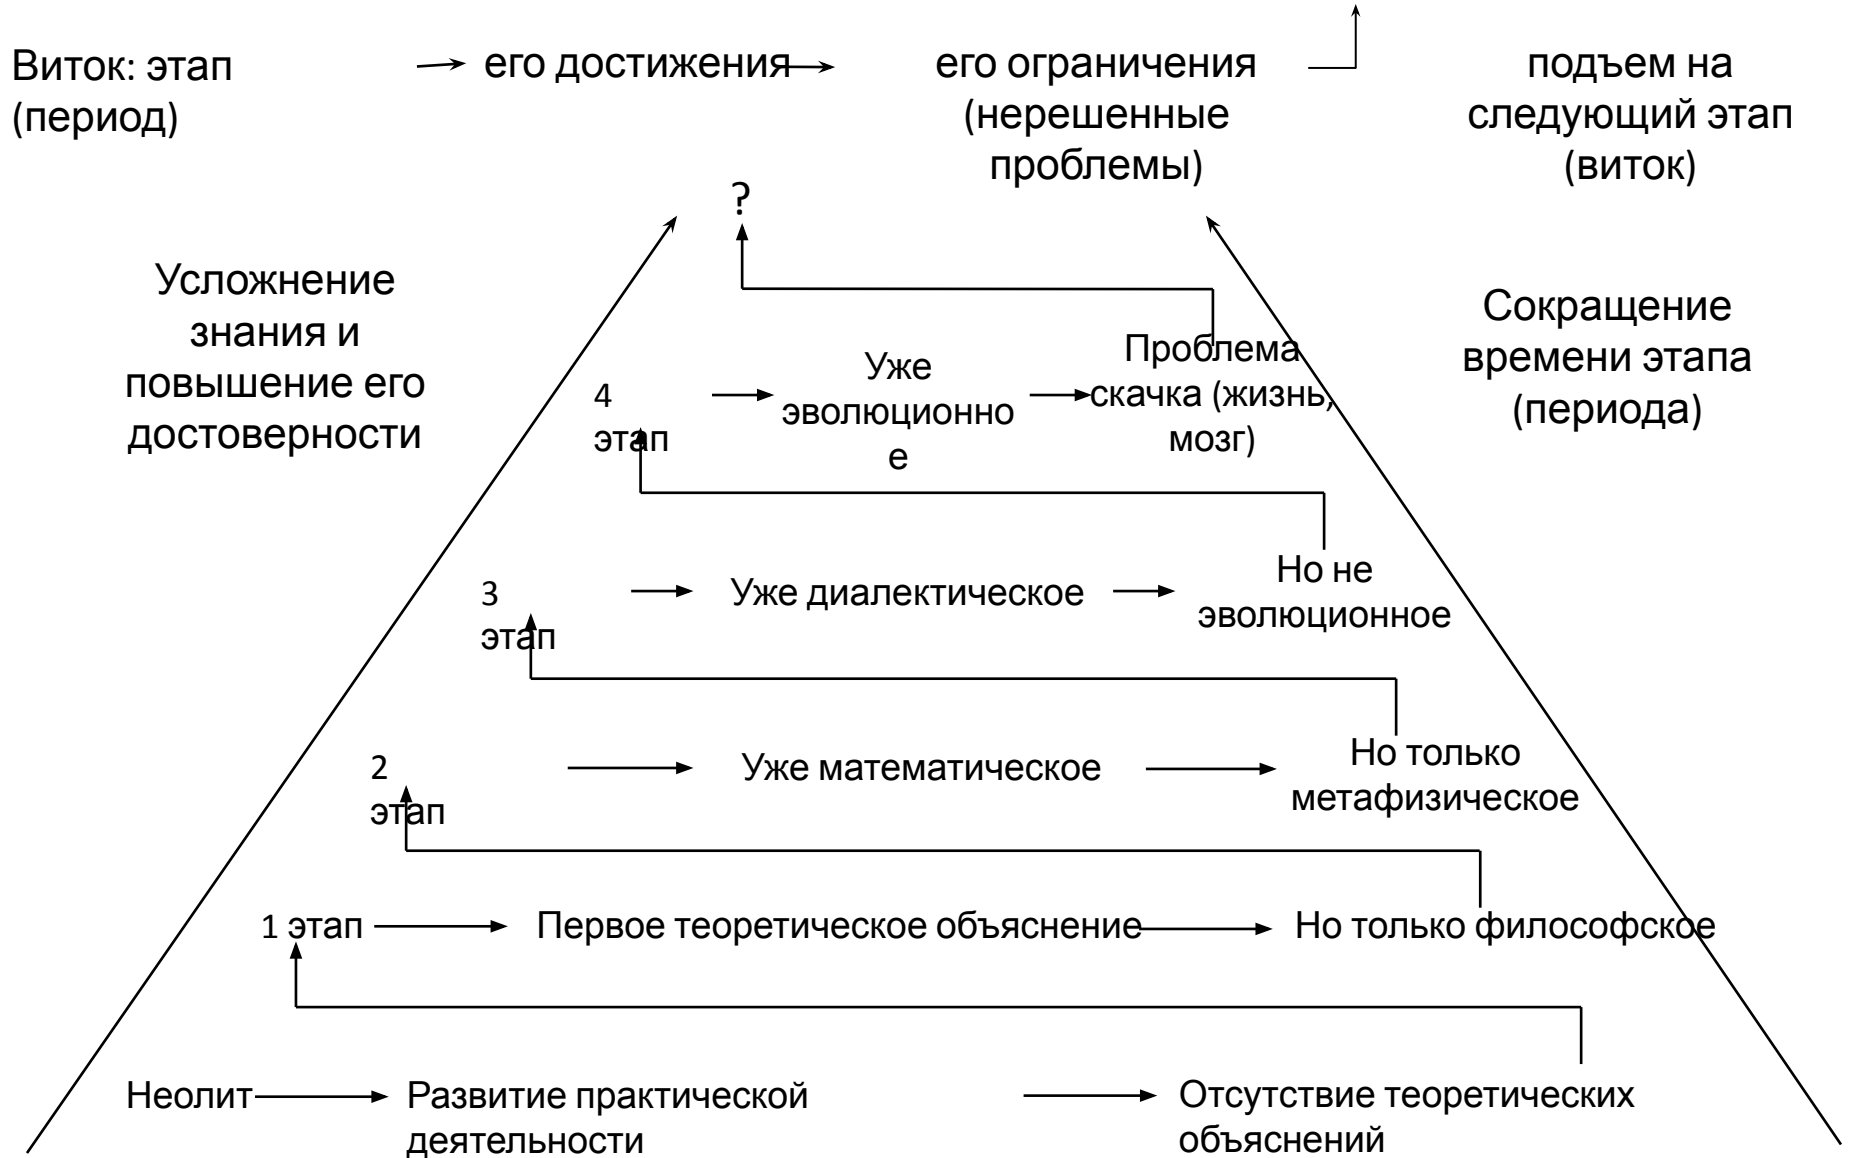 Виток: этап
(период)
его достижения
его ограничения
(нерешенные
проблемы)
подъем на
следующий этап
(виток)
?
Усложнение
знания и
повышение его
достоверности
Сокращение
времени этапа
(периода)
4
этап
Уже
эволюционно
е
Проблема
скачка (жизнь,
мозг)
3
этап
Уже диалектическое
Но не
эволюционное
2
этап
Уже математическое
Но только
метафизическое
1 этап
Первое теоретическое объяснение
Но только философское
Неолит
Развитие практической
деятельности
Отсутствие теоретических
объяснений